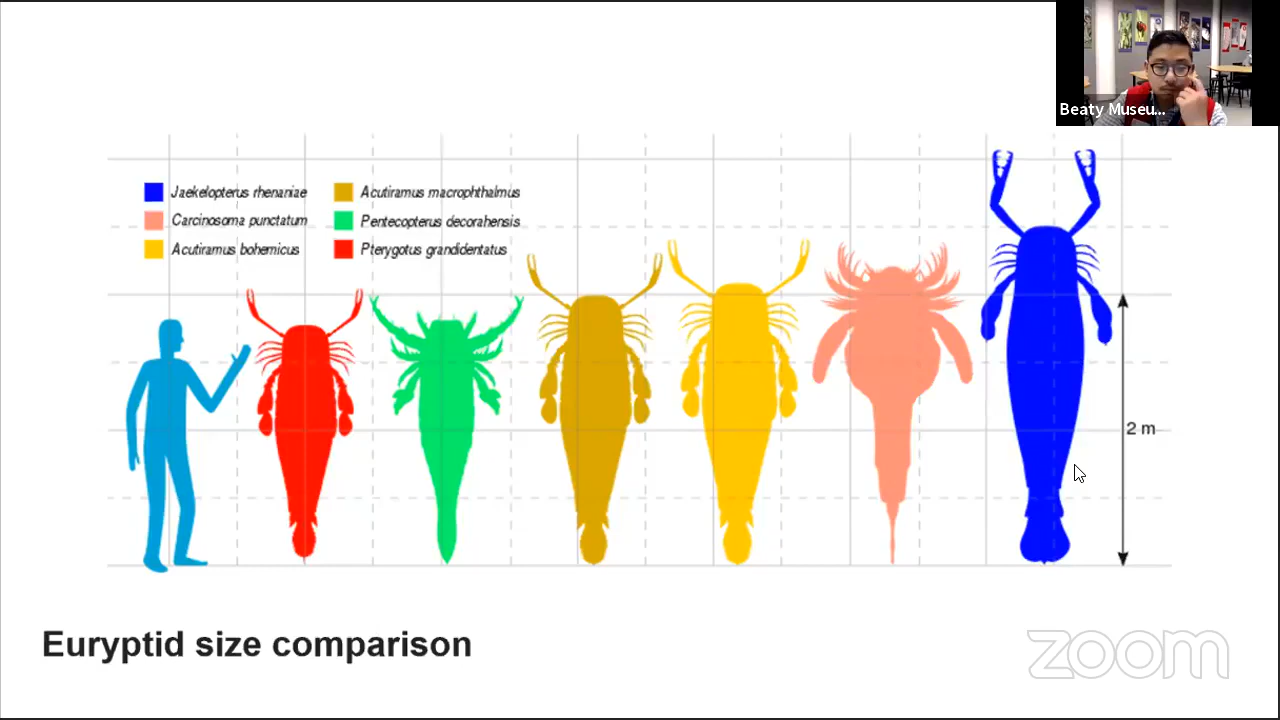 Beaty Museu...
Jaekelopterus rhenaniae
Acutiramus macrophthalmus
Carcinosoma punctatum
Pentecopterus decorahensis
Acutiramus bohemicus
Pterygotus grandidentatus
2 m
Euryptid size comparison
zoom